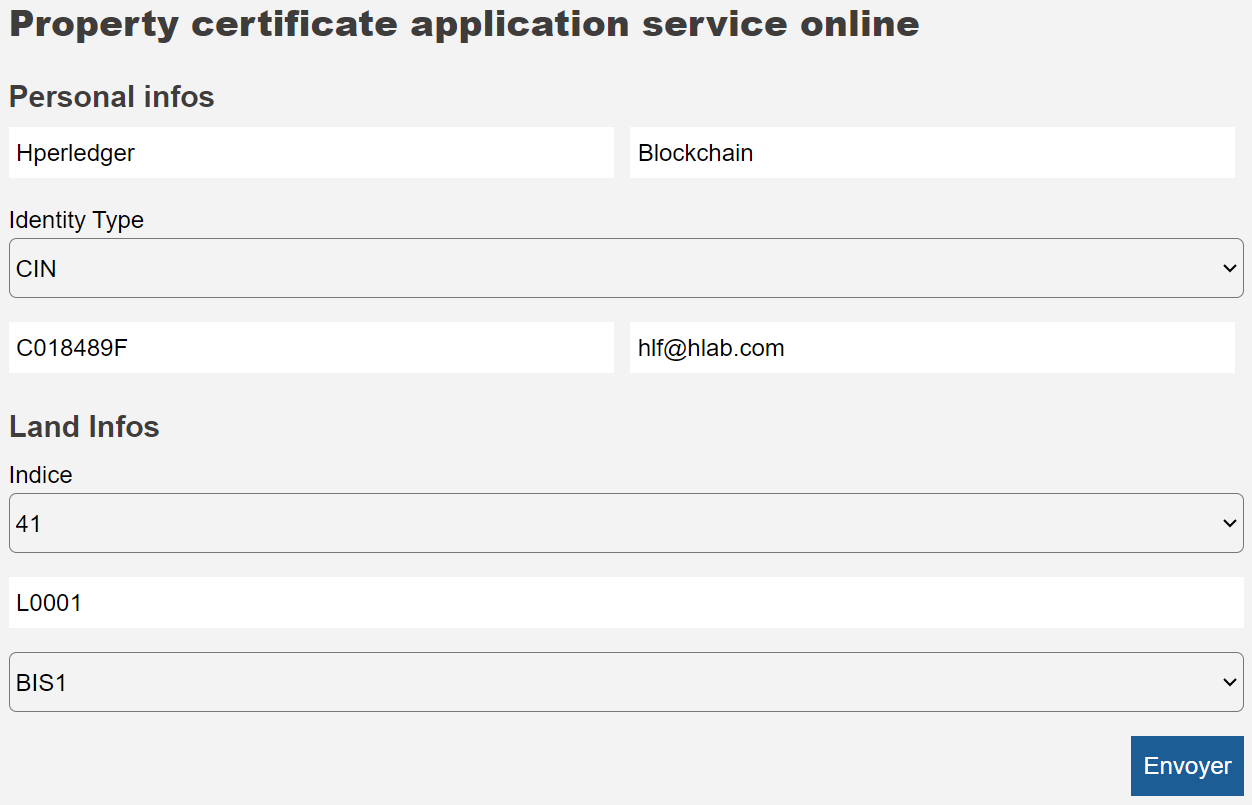 Property certificate application service online
Personal infos
Hperledger Blockchain
Identity Type
CIN
C018489F hlf@hlab.com
Land Infos
Indice
41
L0001
BIS1
Envoyer